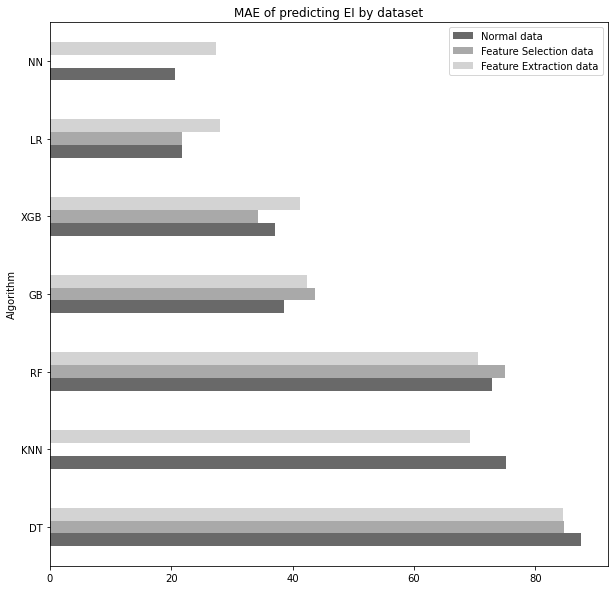 MAE of predicting EI by dataset
Normal data
Feature Selection data
Feature Extraction data
NN
LR
XGB
GB
RF
KNN
DT
Algorithm
0 20 40 60 80